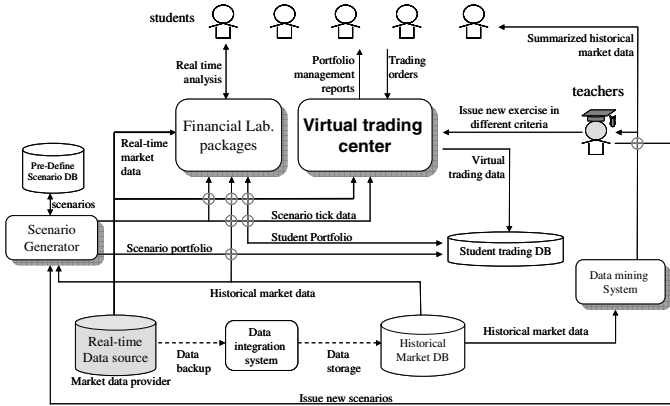 students
Summarized historical
market data
Real time
analysis
Portfolio
management
reports
Trading
orders
teachers
Issue new exercise in
different criteria
Financial Lab.
packages
Virtual trading
center
Real-time
market
data
Virtual
trading data
Pre-Define
Scenario DB
scenarios
Scenario
Generator
Scenario tick data
Scenario portfolio
Student Portfolio
Student trading DB
Data mining
System
Historical market data
Real-time
Data source
Market data provider
Data
backup
Data
integration
system
Data
storage
Historical
Market DB
Historical market data
Issue new scenarios